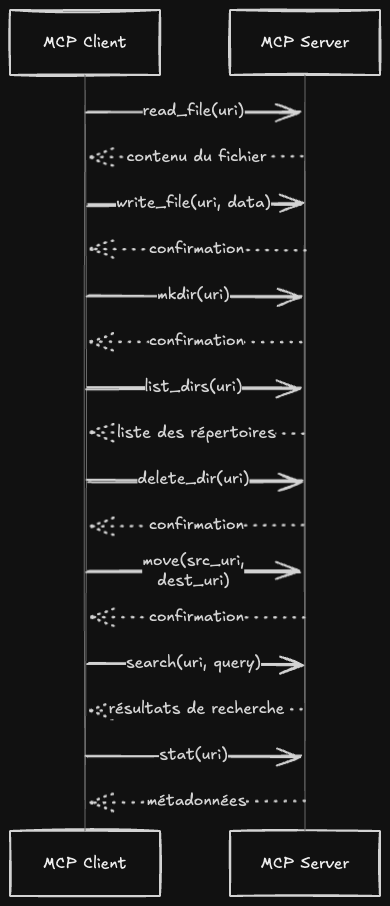 MCP Client
MCP Server
read_file(uri)
contenu du fichier
write_file(uri, data)
confirmation
mkdir(uri)
confirmation
list_dirs(uri)
liste des répertoires
delete_dir(uri)
confirmation
move(src_uri,
dest_uri)
confirmation
search(uri, query)
résultats de recherche
stat(uri)
métadonnées
MCP Client
MCP Server